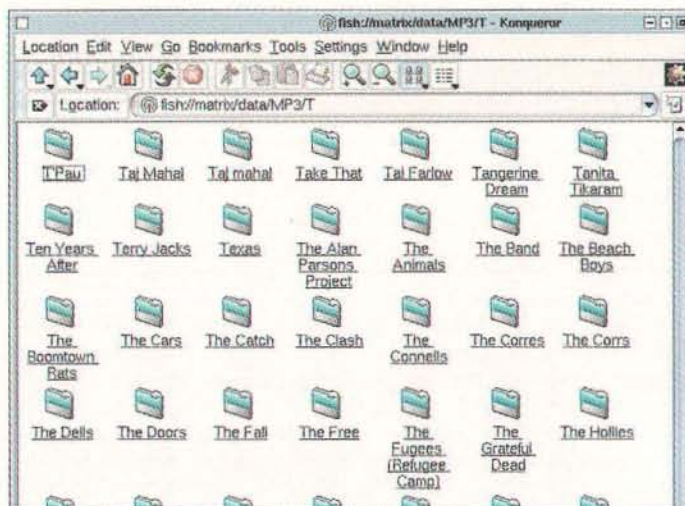 fish://matrix/data/MP3/T - Konqueror
Location Edit View Go Bookmarks Tools Settings Window Help
Location: fish://matrix/data/MP3/T
T'Pau Taj Mahal Taj mahal Take That Tal Farlow Tangerine Tanita
Dream Tikaram
Ten Years Terry Jacks Texas The Alan The The Band The Beach
After Parsons Animals Boys
Project
The The Cars The Catch The Clash The The Corres The Corrs
Boomtown Connells
Rats
The Dells The Doors The Fall The Free The The The Hollies
Fugees Grateful
(Refugee Dead
Camp)